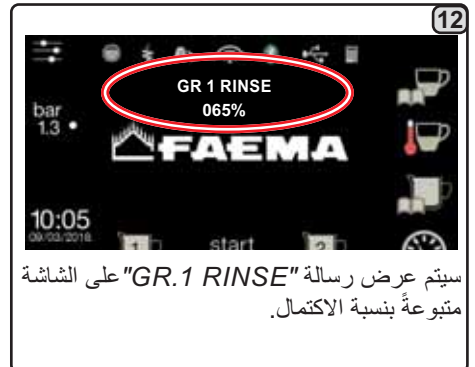 12
GR 1 RINSE
065%
bar
1.3
FAEMA
10:05
09/03/2018
1
start
2
سيتم عرض رسالة "GR.1 RINSE" على الشاشة
متبوعةً بنسبة الاكتمال.